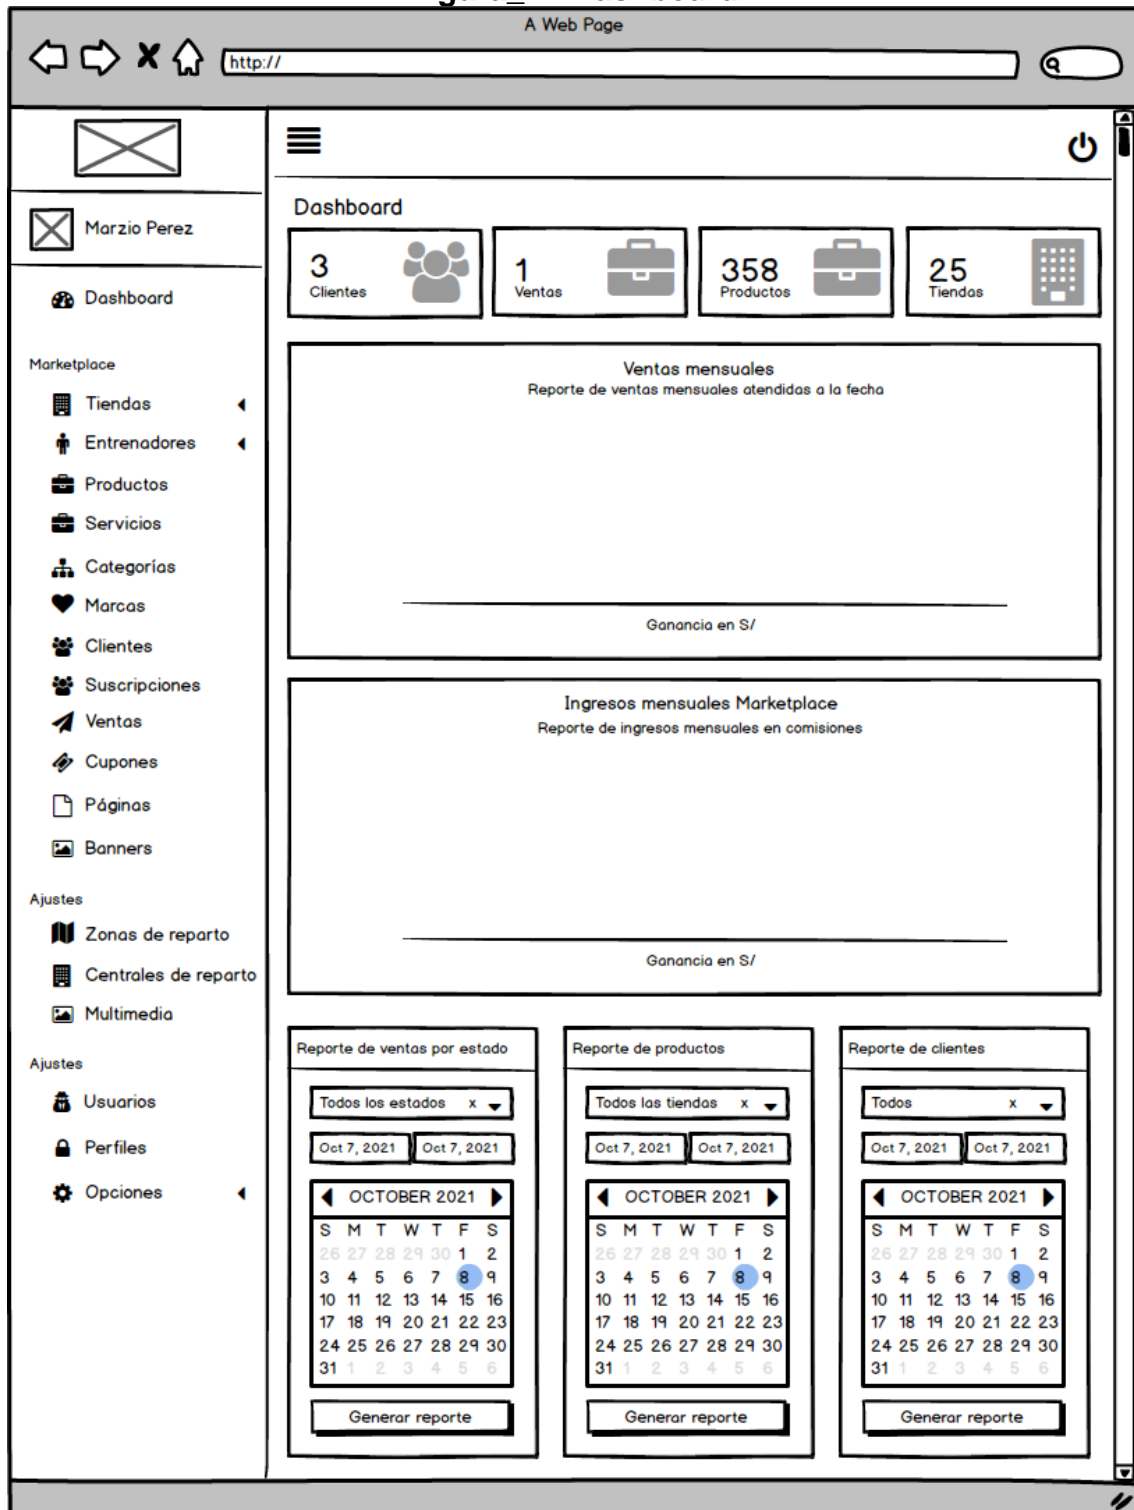 A Web Page
http://
Marzio Perez
Dashboard
Marketplace
Tiendas
Entrenadores
Productos
Servicios
Categorías
Marcas
Clientes
Suscripciones
Ventas
Cupones
Páginas
Banners
Ajustes
Zonas de reparto
Centrales de reparto
Multimedia
Ajustes
Usuarios
Perfiles
Opciones
Dashboard
3
Clientes
1
Ventas
358
Productos
25
Tiendas
Ventas mensuales
Reporte de ventas mensuales atendidas a la fecha
Ganancia en S/
Ingresos mensuales Marketplace
Reporte de ingresos mensuales en comisiones
Ganancia en S/
Reporte de ventas por estado
Todos los estados x
Oct 7, 2021 Oct 7, 2021
OCTOBER 2021
S M T W T F S
26 27 28 29 30 1 2
3 4 5 6 7 8 9
10 11 12 13 14 15 16
17 18 19 20 21 22 23
24 25 26 27 28 29 30
31 1 2 3 4 5 6
Generar reporte
Reporte de productos
Todos las tiendas x
Oct 7, 2021 Oct 7, 2021
OCTOBER 2021
S M T W T F S
26 27 28 29 30 1 2
3 4 5 6 7 8 9
10 11 12 13 14 15 16
17 18 19 20 21 22 23
24 25 26 27 28 29 30
31 1 2 3 4 5 6
Generar reporte
Reporte de clientes
Todos x
Oct 7, 2021 Oct 7, 2021
OCTOBER 2021
S M T W T F S
26 27 28 29 30 1 2
3 4 5 6 7 8 9
10 11 12 13 14 15 16
17 18 19 20 21 22 23
24 25 26 27 28 29 30
31 1 2 3 4 5 6
Generar reporte